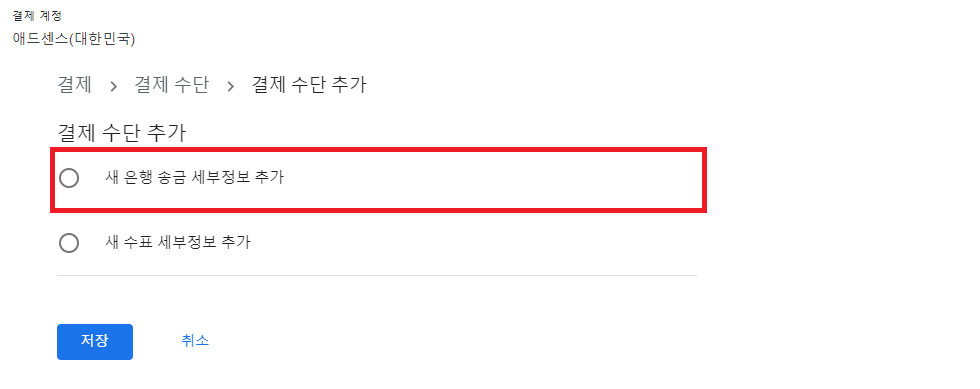 결제 계정
애드센스(대한민국)
결제 > 결제 수단 > 결제 수단 추가
결제 수단 추가
새 은행 송금 세부정보 추가
새 수표 세부정보 추가
저장 취소